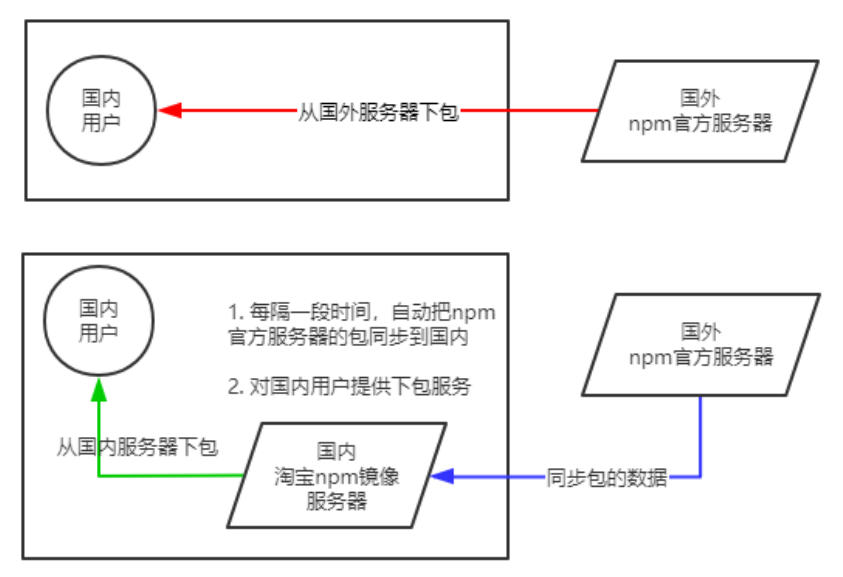 国内
用户
从国外服务器下包
国外
npm官方服务器
国内
用户
1. 每隔一段时间，自动把npm
官方服务器的包同步到国内
2. 对国内用户提供下包服务
国外
npm官方服务器
从国内服务器下包
国内
淘宝npm镜像
服务器
同步包的数据